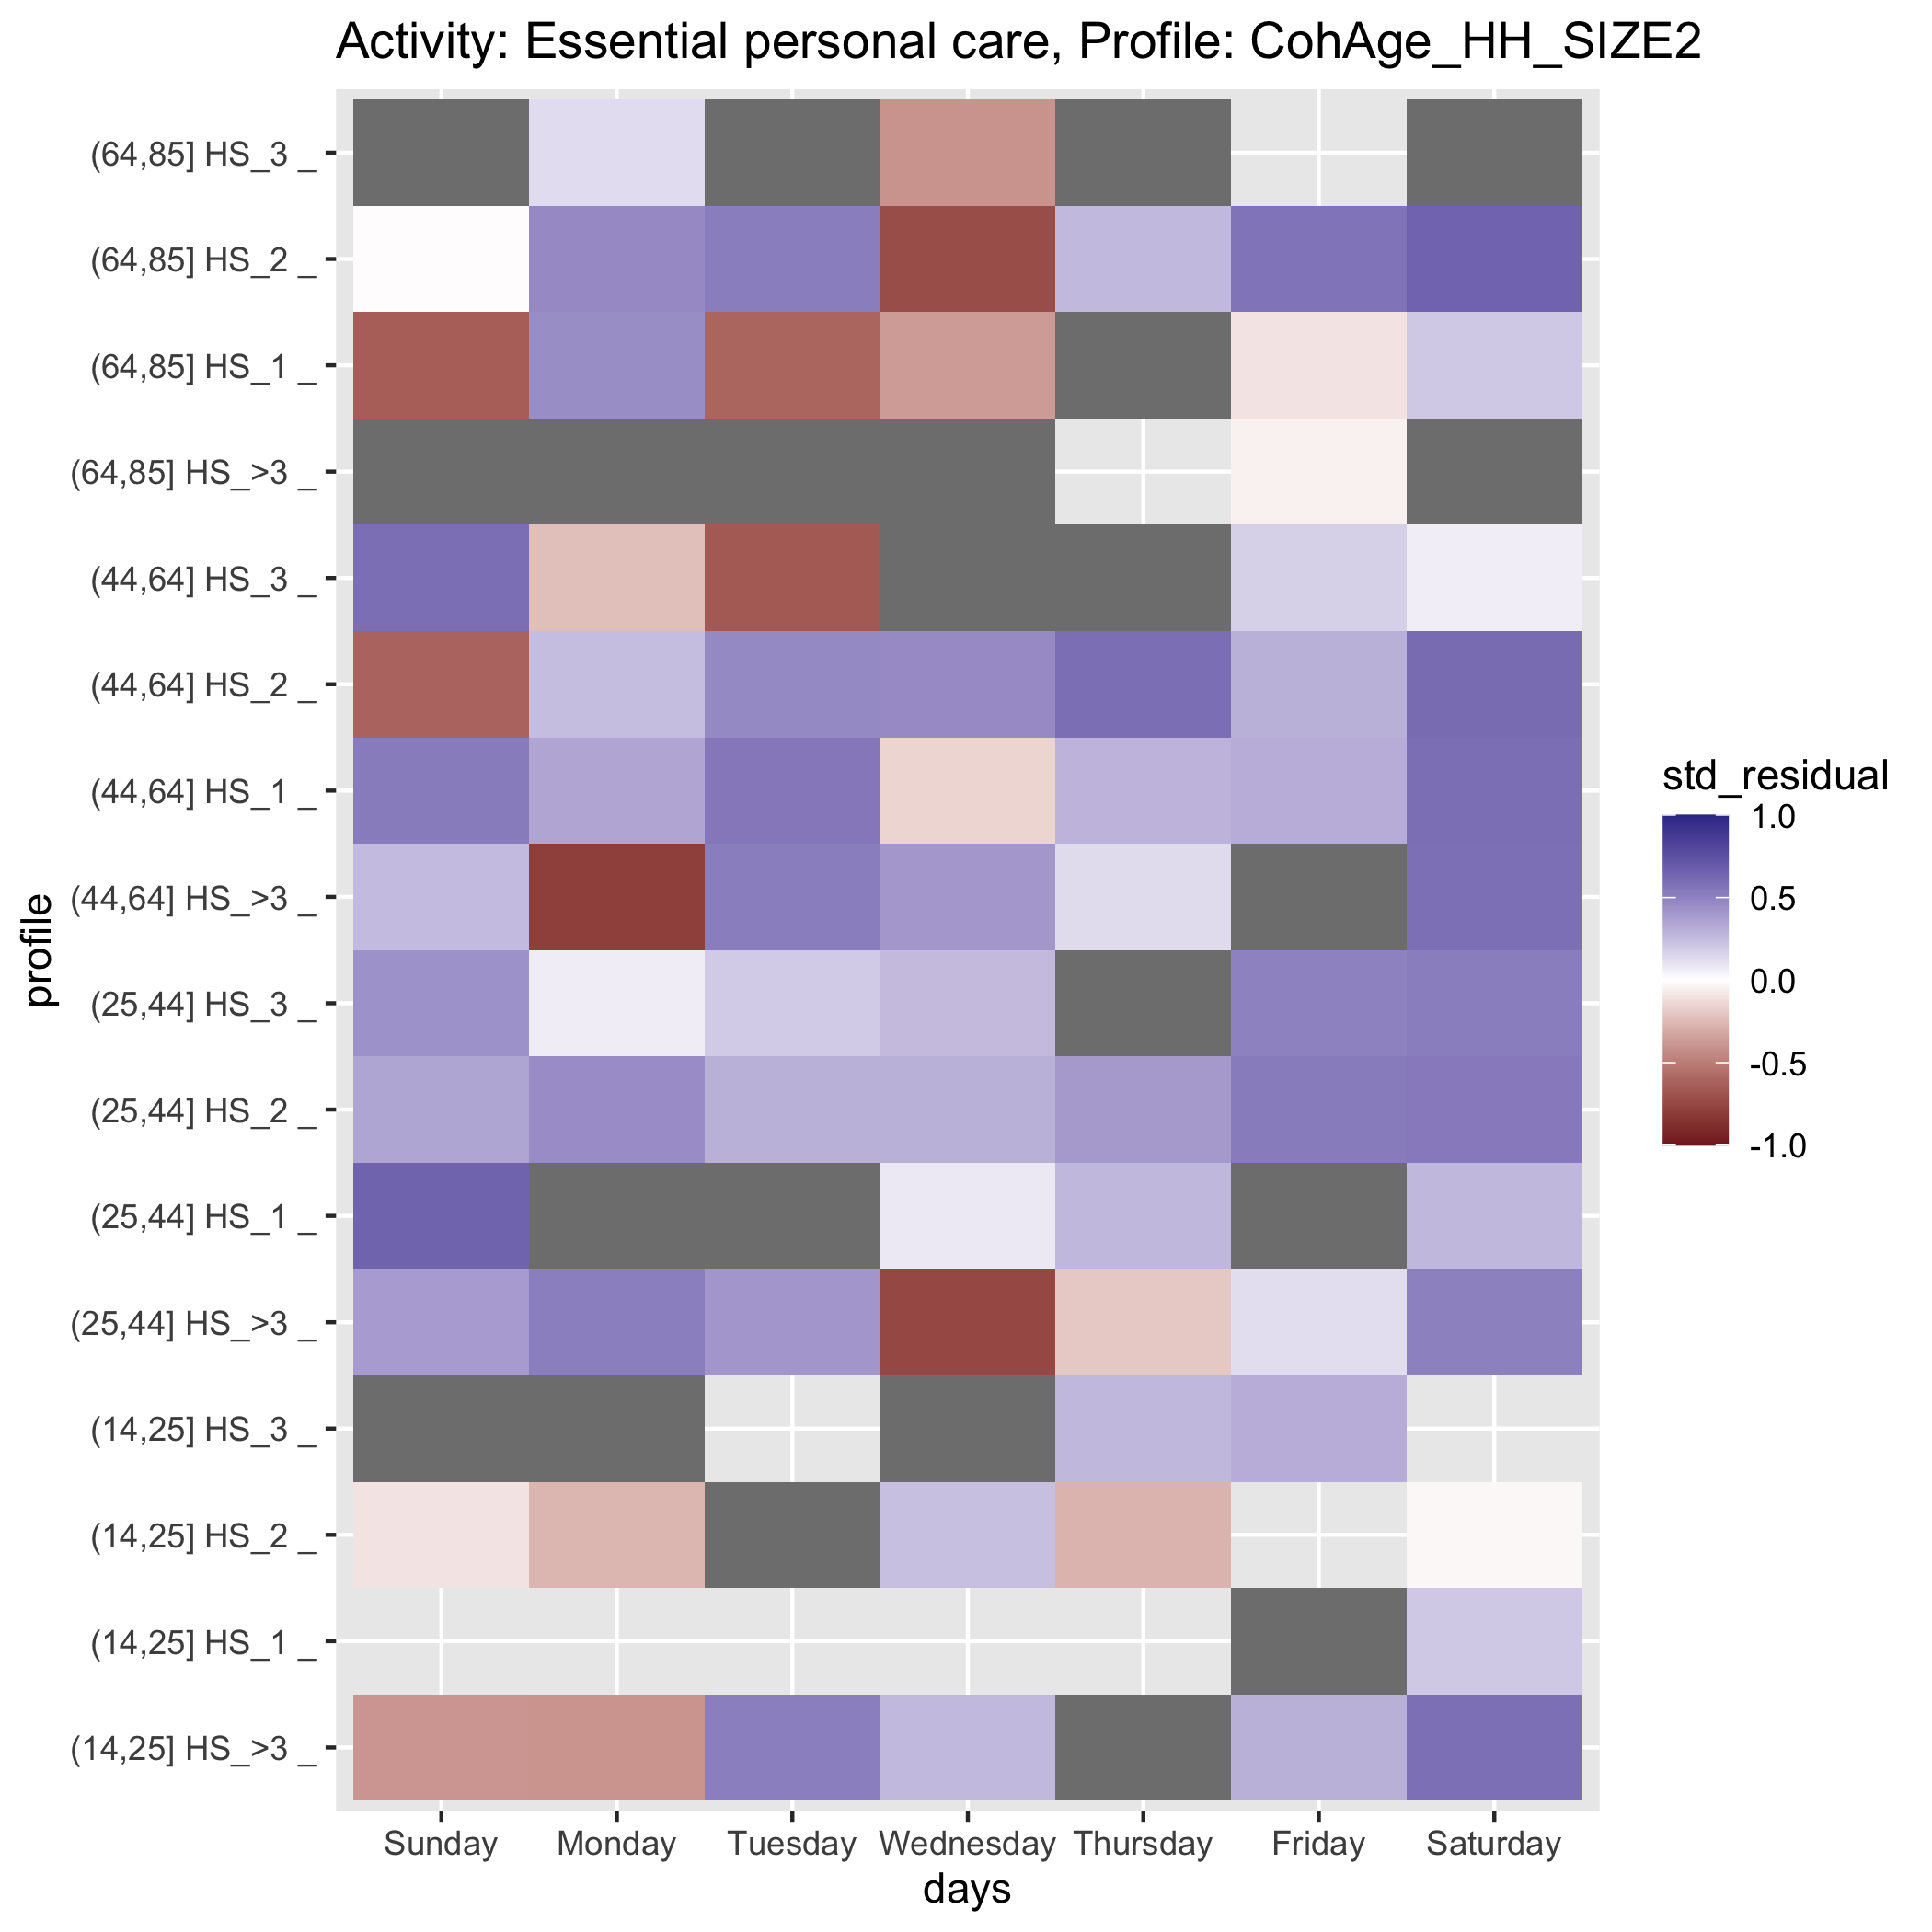 Activity: Essential personal care, Profile: CohAge_HH_SIZE2
profile
(64,85] HS_3 _
(64,85] HS_2 _
(64,85] HS_1 _
(64,85] HS_>3 _
(44,64] HS_3 _
(44,64] HS_2 _
(44,64] HS_1 _
(44,64] HS_>3 _
(25,44] HS_3 _
(25,44] HS_2 _
(25,44] HS_1 _
(25,44] HS_>3 _
(14,25] HS_3 _
(14,25] HS_2 _
(14,25] HS_1 _
(14,25] HS_>3 _
Sunday Monday Tuesday Wednesday Thursday Friday Saturday
days
std_residual
1.0
0.5
0.0
-0.5
-1.0